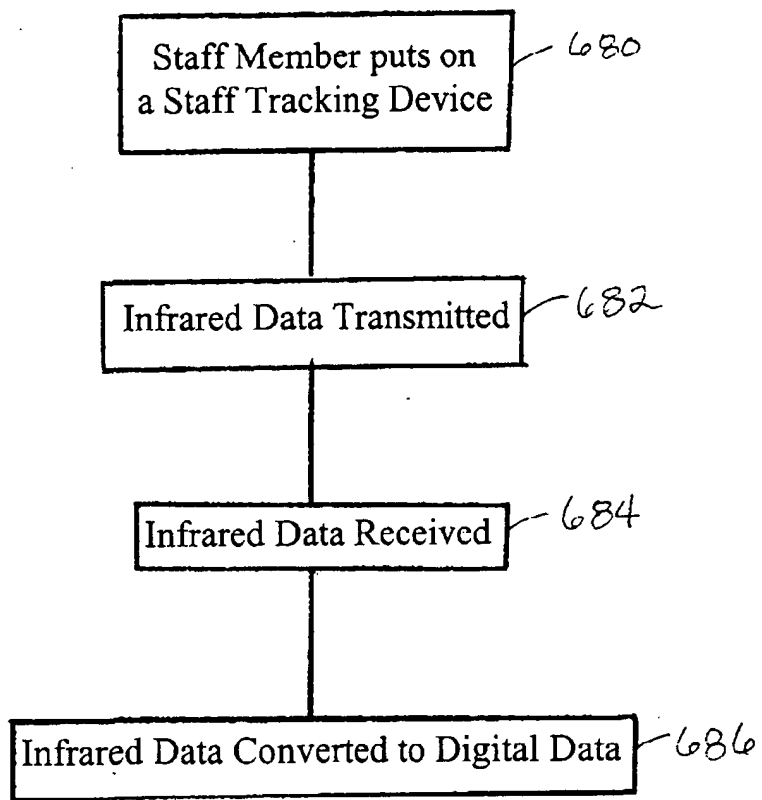 Staff Member puts on
a Staff Tracking Device
680
Infrared Data Transmitted
682
Infrared Data Received
684
Infrared Data Converted to Digital Data
686